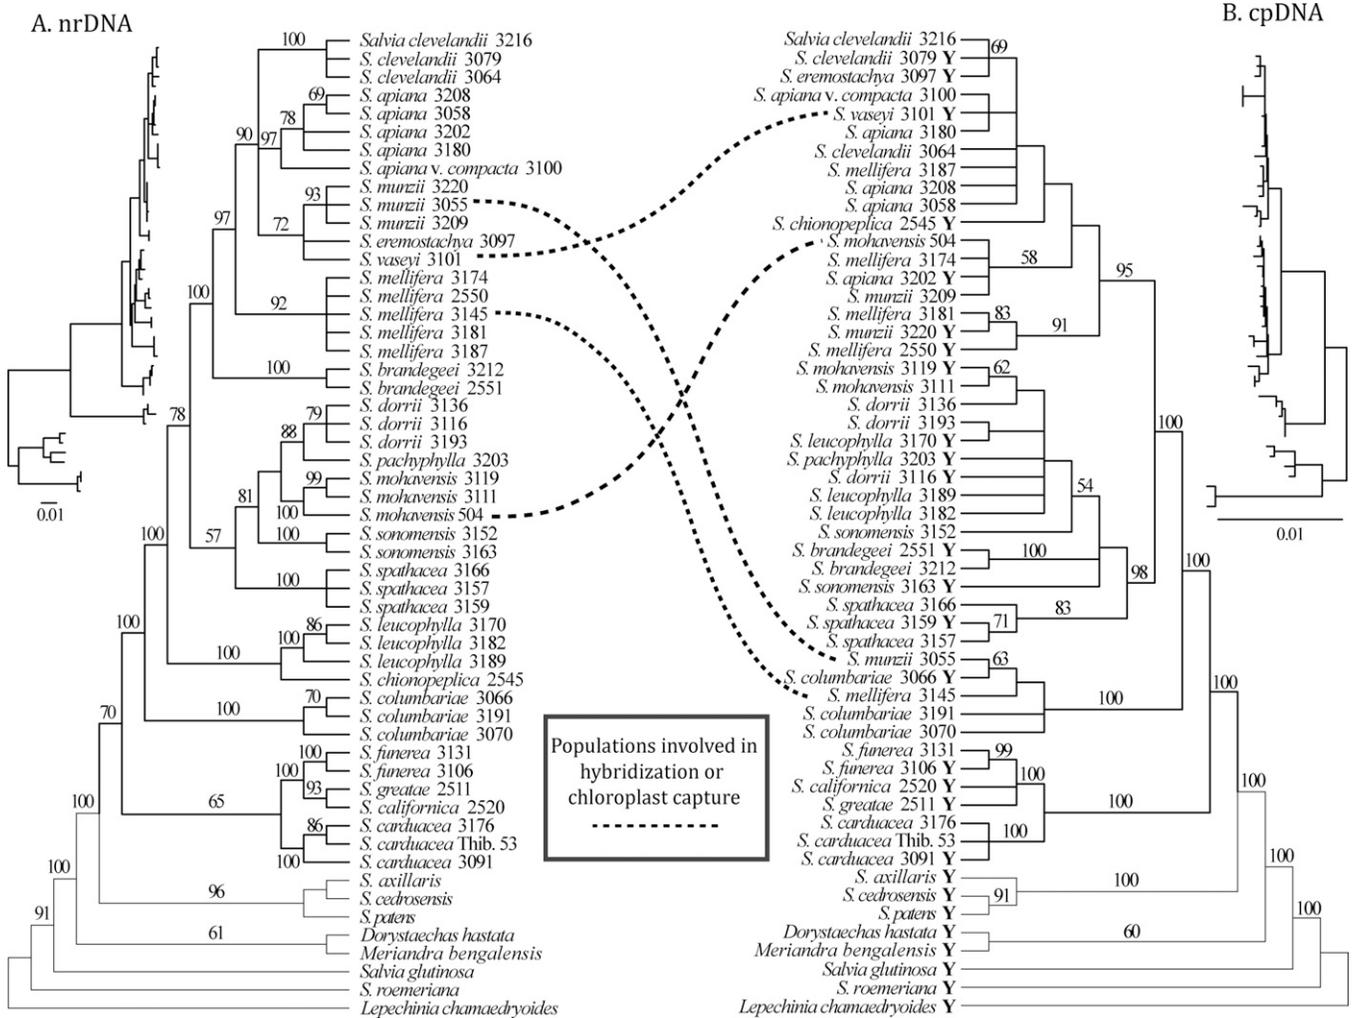 A. nrDNA
Salvia clevelandii 3216
S. clevelandii 3079
S. clevelandii 3064
S. apiana 3208
S. apiana 3058
S. apiana 3202
S. apiana 3180
S. apiana v. compacta 3100
S. munzii 3220
S. munzii 3055
S. munzii 3209
S. eremostachya 3097
S. vaseyi 3101
S. mellifera 3174
S. mellifera 2550
S. mellifera 3145
S. mellifera 3181
S. mellifera 3187
S. brandegeei 3212
S. brandegeei 2551
S. dorrii 3136
S. dorrii 3116
S. dorrii 3193
S. pachyphylla 3203
S. mohavensis 3119
S. mohavensis 3111
S. mohavensis 504
S. sonomensis 3152
S. sonomensis 3163
S. spathacea 3166
S. spathacea 3157
S. spathacea 3159
S. leucophylla 3170
S. leucophylla 3182
S. leucophylla 3189
S. chionopeplica 2545
S. columbariae 3066
S. columbariae 3191
S. columbariae 3070
S. funerea 3131
S. funerea 3106
S. greatae 2511
S. californica 2520
S. carduacea 3176
S. carduacea Thib. 53
S. carduacea 3091
S. axillaris
S. cedrosensis
S. patens
Dorystaechas hastata
Meriandra bengalensis
Salvia glutinosa
S. roemeriana
Lepechinia chamaedryoides
100
69
78
97
90
93
72
97
92
100
100
78
79
88
99
100
81
100
57
100
100
86
100
100
100
70
100
70
100
100
93
65
86
100
100
96
100
61
91
0.01
Populations involved in
hybridization or
chloroplast capture
B. cpDNA
Salvia clevelandii 3216
S. clevelandii 3079 Y
S. eremostachya 3097 Y
S. apiana v. compacta 3100
S. vaseyi 3101 Y
S. apiana 3180
S. clevelandii 3064
S. mellifera 3187
S. apiana 3208
S. apiana 3058
S. chionopeplica 2545 Y
S. mohavensis 504
S. mellifera 3174
S. apiana 3202 Y
S. munzii 3209
S. mellifera 3181
S. munzii 3220 Y
S. mellifera 2550 Y
S. mohavensis 3119 Y
S. mohavensis 3111
S. dorrii 3136
S. dorrii 3193
S. leucophylla 3170 Y
S. pachyphylla 3203 Y
S. dorrii 3116 Y
S. leucophylla 3189
S. leucophylla 3182
S. sonomensis 3152
S. brandegeei 2551 Y
S. brandegeei 3212
S. sonomensis 3163 Y
S. spathacea 3166
S. spathacea 3159 Y
S. spathacea 3157
S. munzii 3055
S. columbariae 3066 Y
S. mellifera 3145
S. columbariae 3191
S. columbariae 3070
S. funerea 3131
S. funerea 3106 Y
S. californica 2520 Y
S. greatae 2511 Y
S. carduacea 3176
S. carduacea Thib. 53
S. carduacea 3091 Y
S. axillaris Y
S. cedrosensis Y
S. patens Y
Dorystaechas hastata Y
Meriandra bengalensis Y
Salvia glutinosa Y
S. roemeriana Y
Lepechinia chamaedryoides Y
69
58
95
83
91
62
100
54
100
98
100
83
71
63
100
100
99
100
100
100
100
100
100
91
60
100
0.01